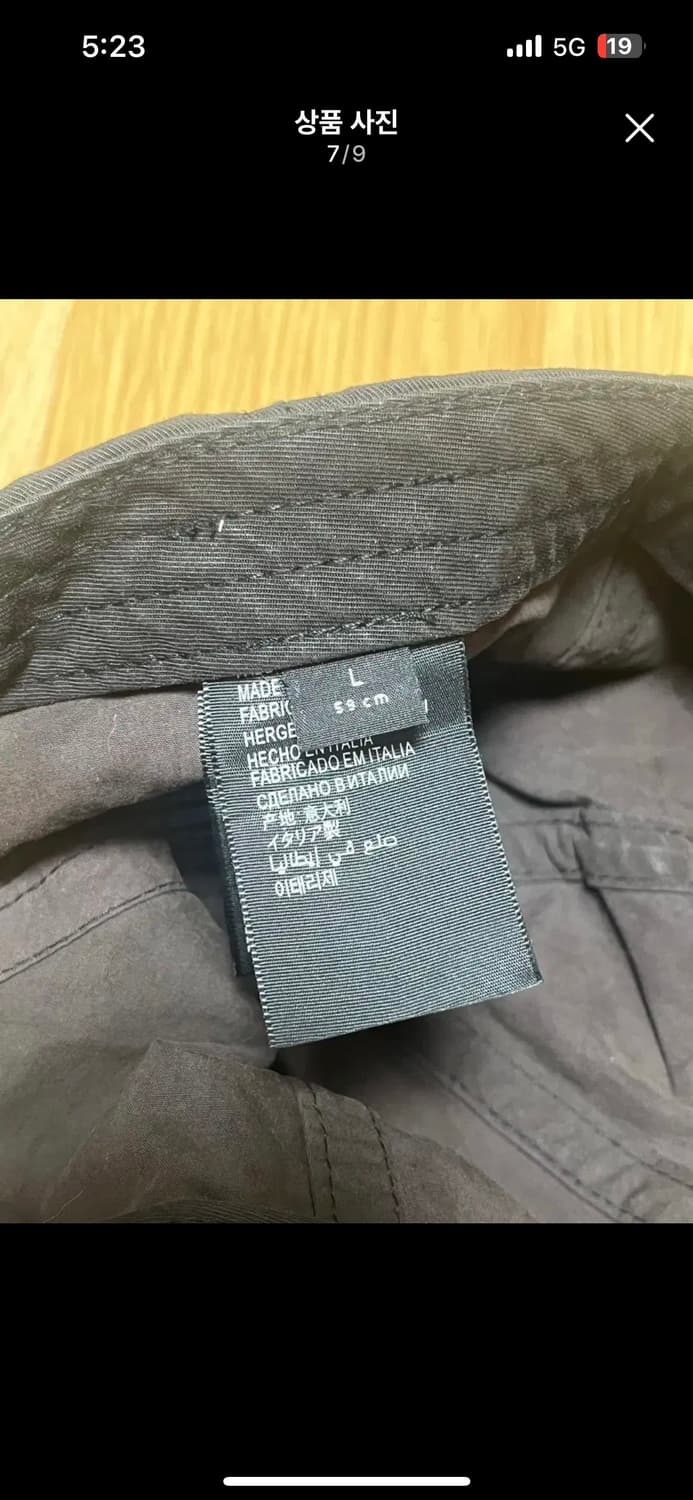 5:23
5G
19
상품 사진
7/9
L
59 cm
MADE
FABRIC
HERGE
HECHO EN ITALIA
FABRICADO EM ITALIA
СДЕЛАНО В ИТАЛИИ
产地 意大利
イタリア製
صنع في إيطاليا
이태리제